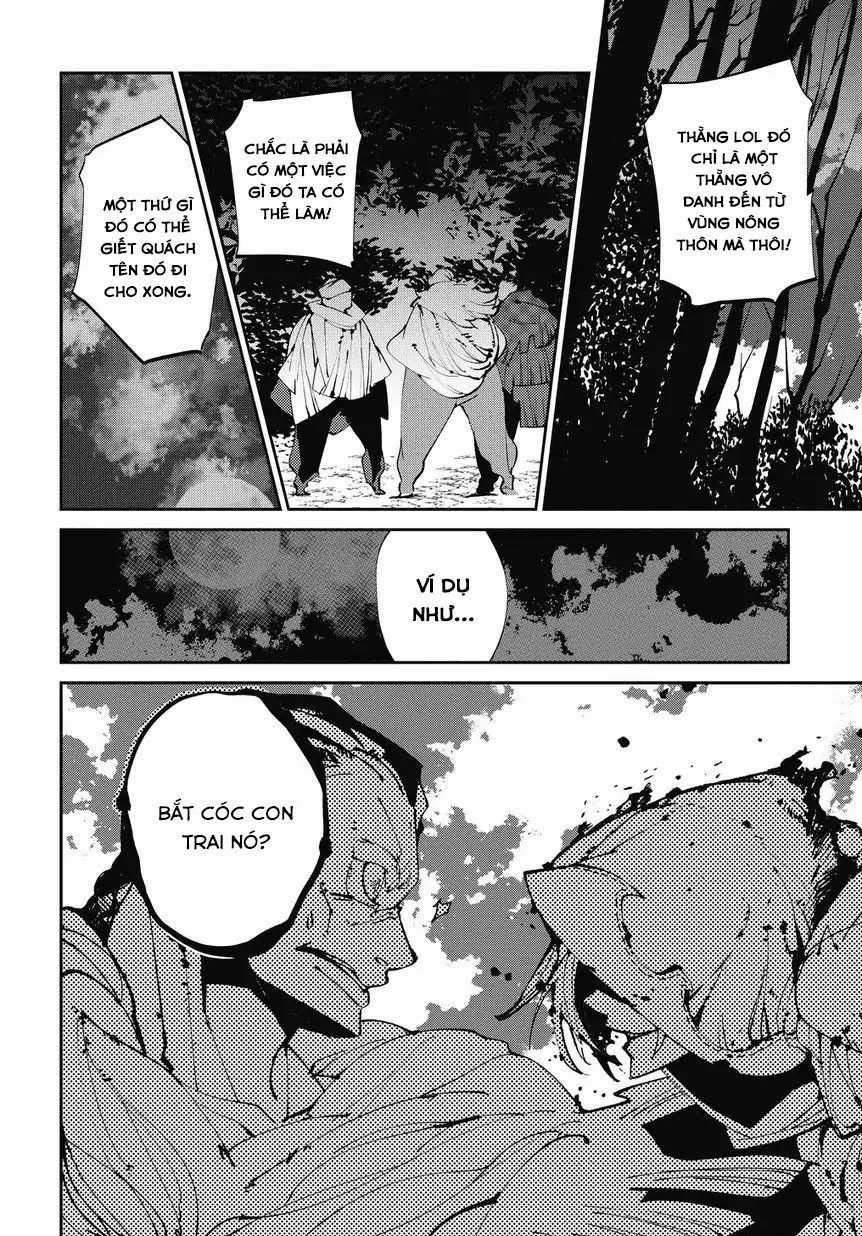 THẰNG LOL ĐÓ
CHỈ LÀ MỘT
THẰNG VÔ
DANH ĐẾN TỪ
VÙNG NÔNG
THÔN MÀ THÔI!
CHẮC LÀ PHẢI
CÓ MỘT VIỆC
GÌ ĐÓ TA CÓ
THỂ LÀM!
MỘT THỨ GÌ
ĐÓ CÓ THỂ
GIẾT QUÁCH
TÊN ĐÓ ĐI
CHO XONG.
VÍ DỤ
NHƯ...
BẮT CÓC CON
TRAI NÓ?